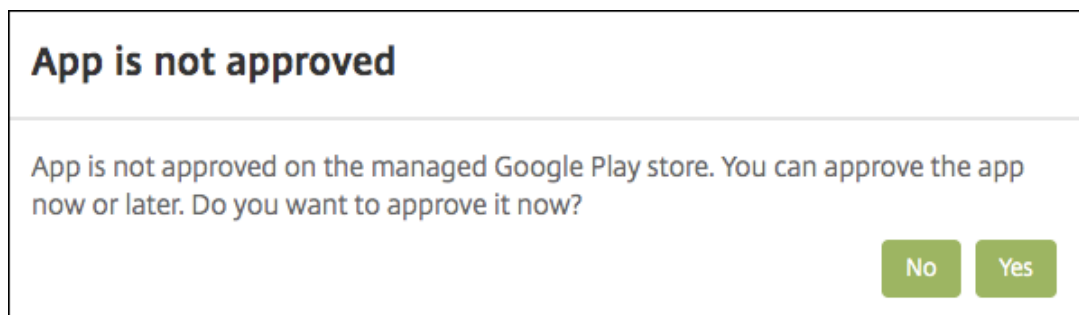 App is not approved
App is not approved on the managed Google Play store. You can approve the app
now or later. Do you want to approve it now?
No Yes